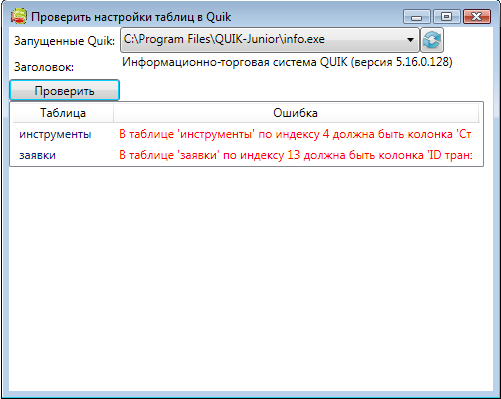 Проверить настройки таблиц в Quik
Запущенные Quik: C:\Program Files\QUIK-Junior\info.exe
Заголовок: Информационно-торговая система QUIK (версия 5.16.0.128)
Проверить
Таблица Ошибка
инструменты В таблице 'инструменты' по индексу 4 должна быть колонка 'Ст
заявки В таблице 'заявки' по индексу 13 должна быть колонка 'ID тран: